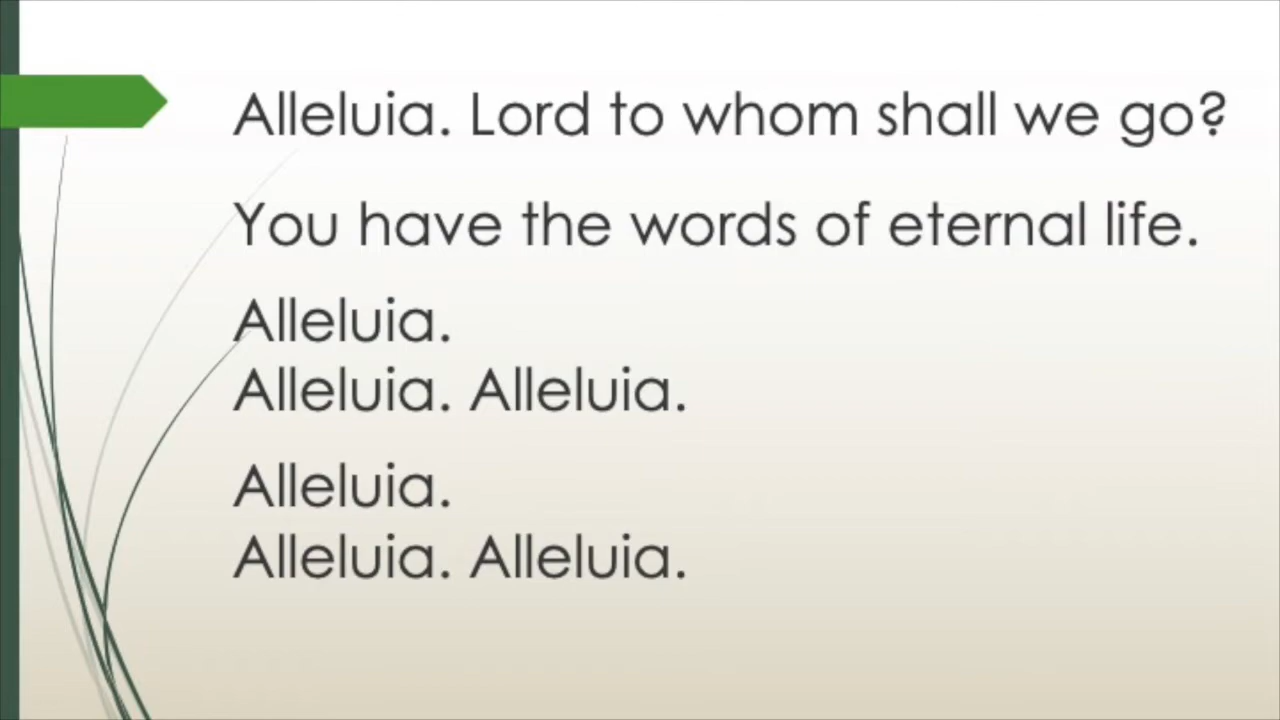 Alleluia. Lord to whom shall we go?
You have the words of eternal life.
Alleluia.
Alleluia. Alleluia.
Alleluia.
Alleluia. Alleluia.